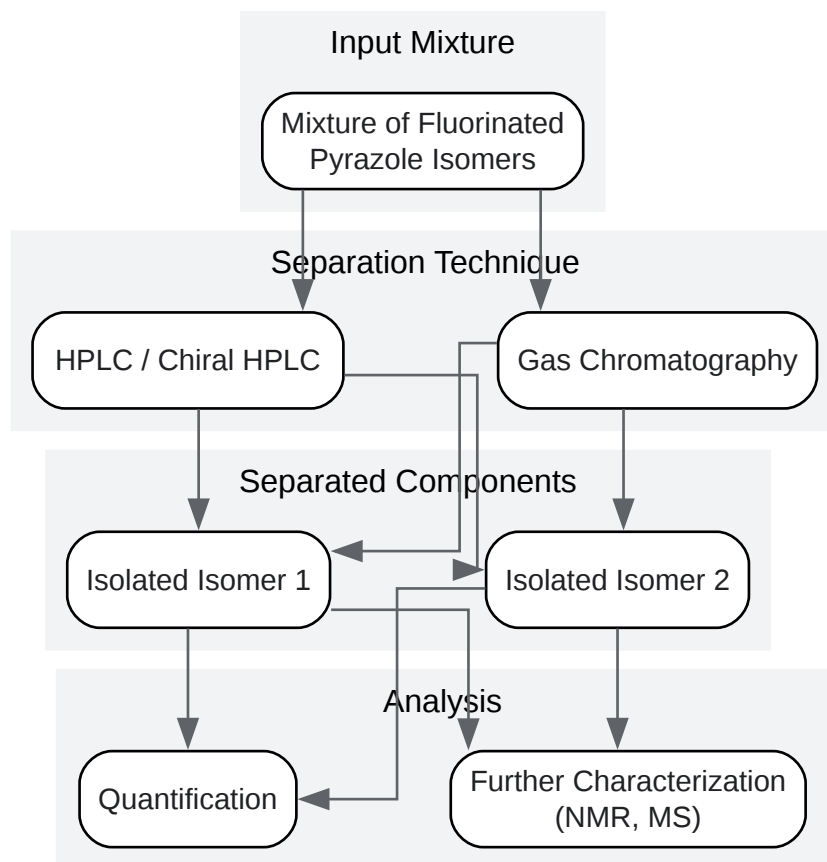 Input Mixture
Mixture of Fluorinated
Pyrazole Isomers
Separation Technique
HPLC / Chiral HPLC
Gas Chromatography
Separated Components
Isolated Isomer 1
Isolated Isomer 2
Analysis
Quantification
Further Characterization
(NMR, MS)